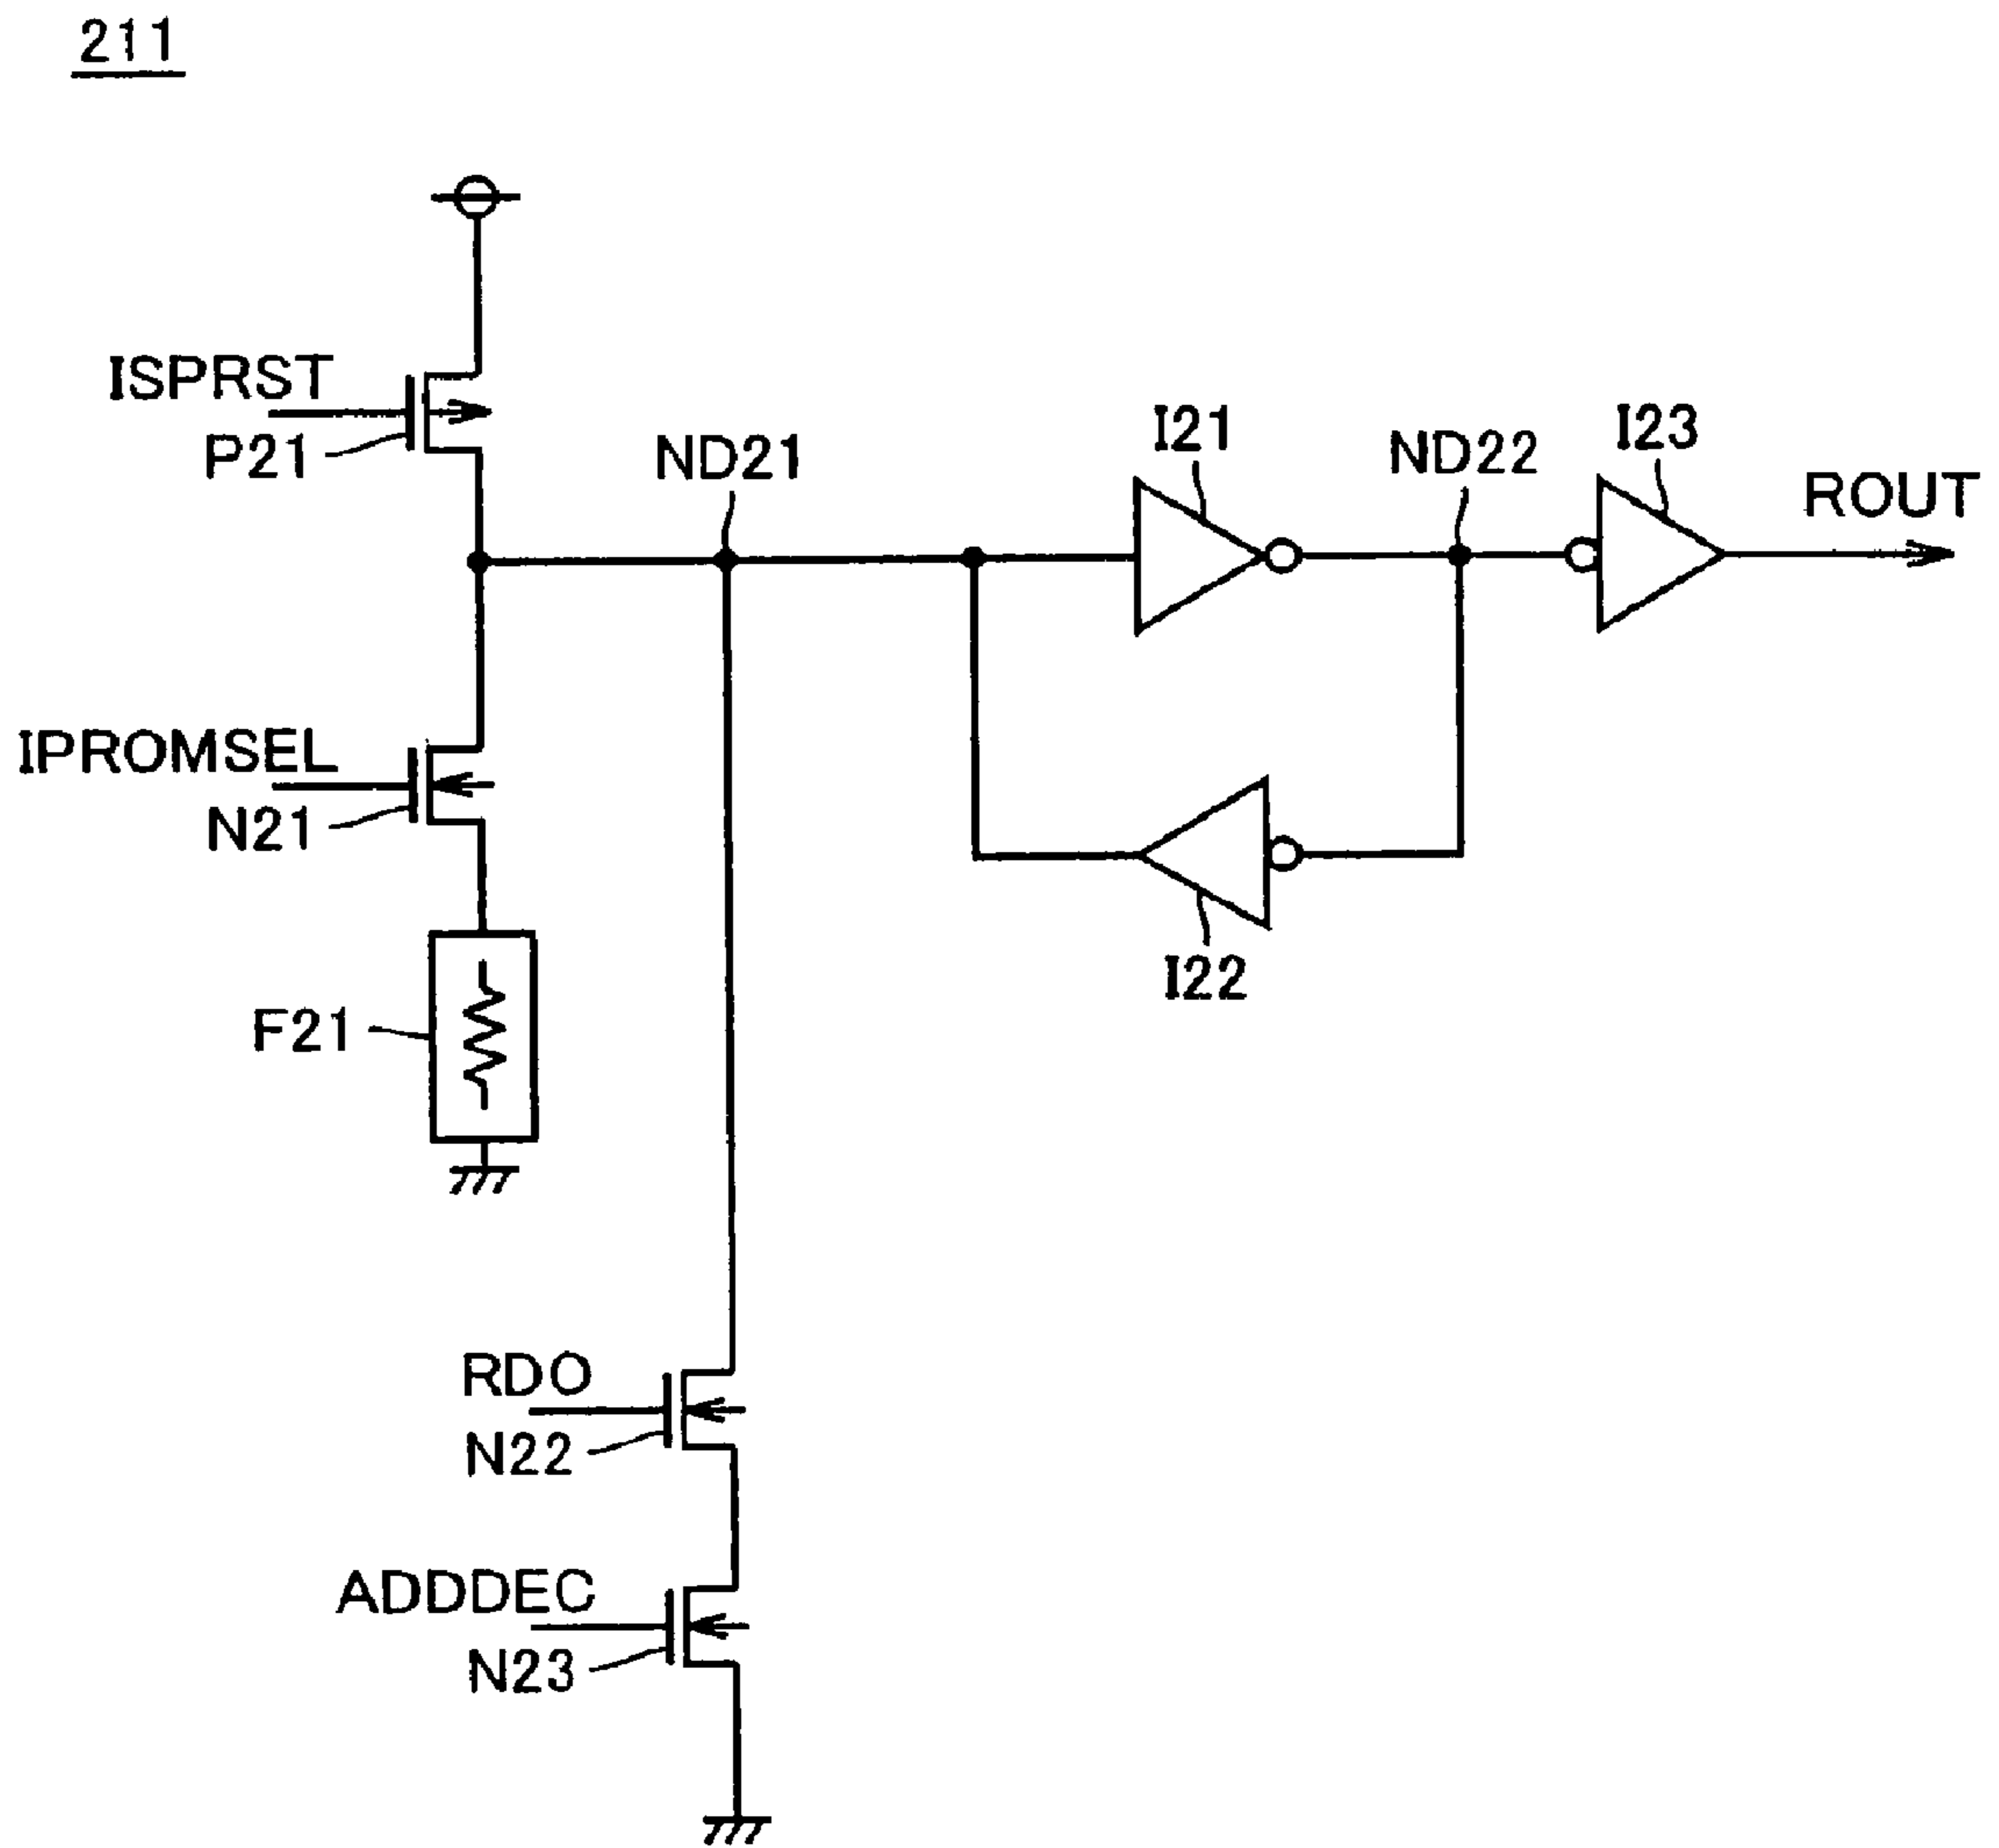 211
ISPRST
P21
ND21
I21
ND22
I23
ROUT
IPROMSEL
N21
I22
F21
RDO
N22
ADDDEC
N23